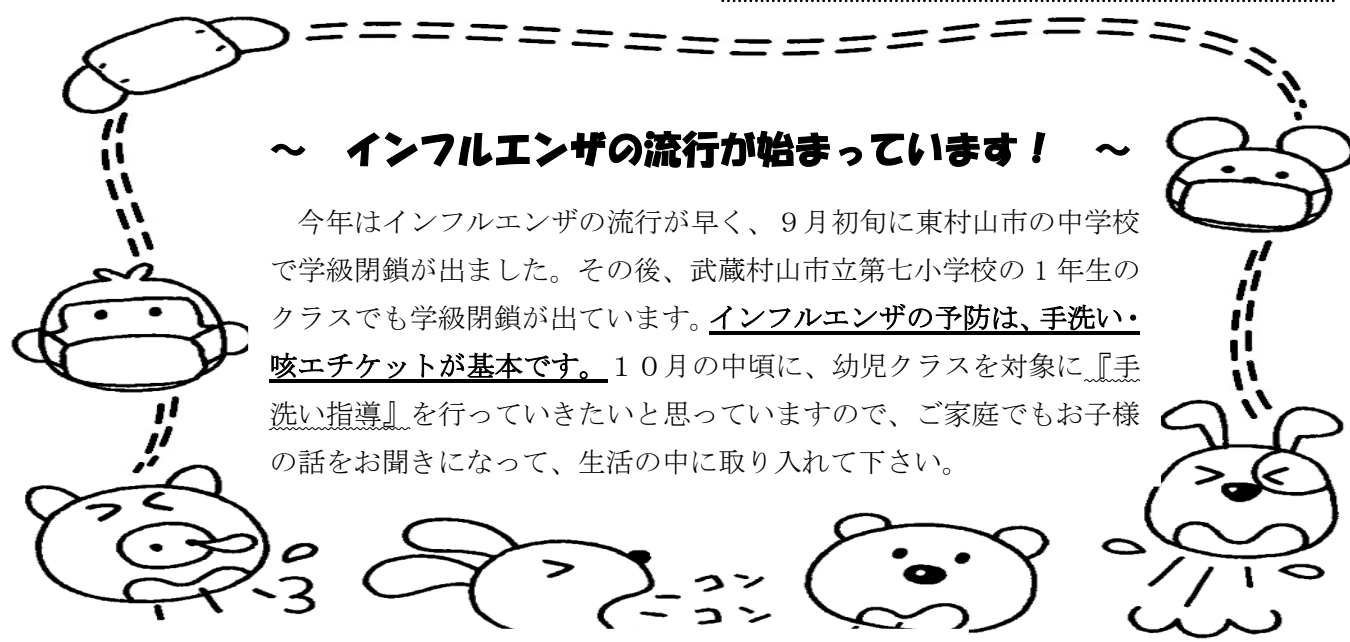 ～　インフルエンザの流行が始まっています！　～
今年はインフルエンザの流行が早く、９月初旬に東村山市の中学校
で学級閉鎖が出ました。その後、武蔵村山市立第七小学校の１年生の
クラスでも学級閉鎖が出ています。インフルエンザの予防は、手洗い・
咳エチケットが基本です。１０月の中頃に、幼児クラスを対象に『手
洗い指導』を行っていきたいと思っていますので、ご家庭でもお子様
の話をお聞きになって、生活の中に取り入れて下さい。
コン
コン